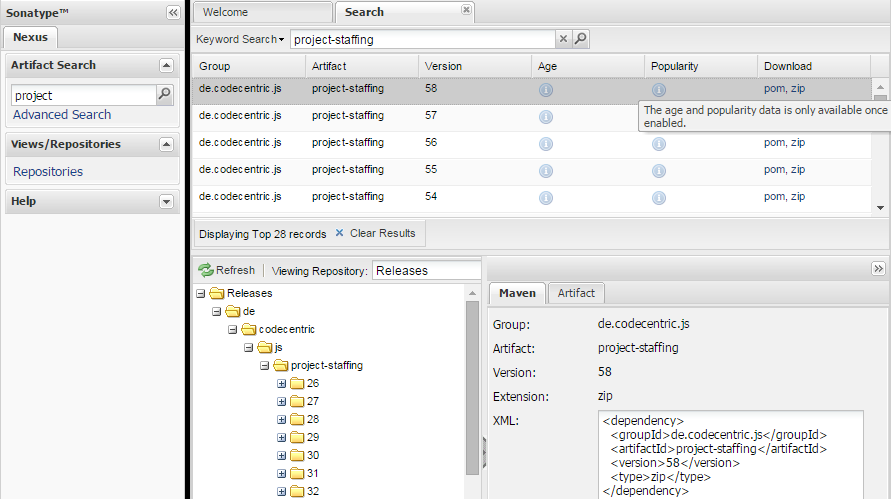 Sonatype™
Nexus
Artifact Search
project
Advanced Search
Views/Repositories
Repositories
Help
Welcome
Search
Keyword Search
project-staffing
Group Artifact Version Age Popularity Download
de.codecentric.js project-staffing 58 pom, zip
de.codecentric.js project-staffing 57
The age and popularity data is only available once
enabled.
de.codecentric.js project-staffing 56 pom, zip
de.codecentric.js project-staffing 55 pom, zip
de.codecentric.js project-staffing 54 pom, zip
Displaying Top 28 records Clear Results
Refresh Viewing Repository: Releases
Releases
de
codecentric
js
project-staffing
26
27
28
29
30
31
32
Maven Artifact
Group: de.codecentric.js
Artifact: project-staffing
Version: 58
Extension: zip
XML: <dependency>
<groupId>de.codecentric.js</groupId>
<artifactId>project-staffing</artifactId>
<version>58</version>
<type>zip</type>
</dependency>